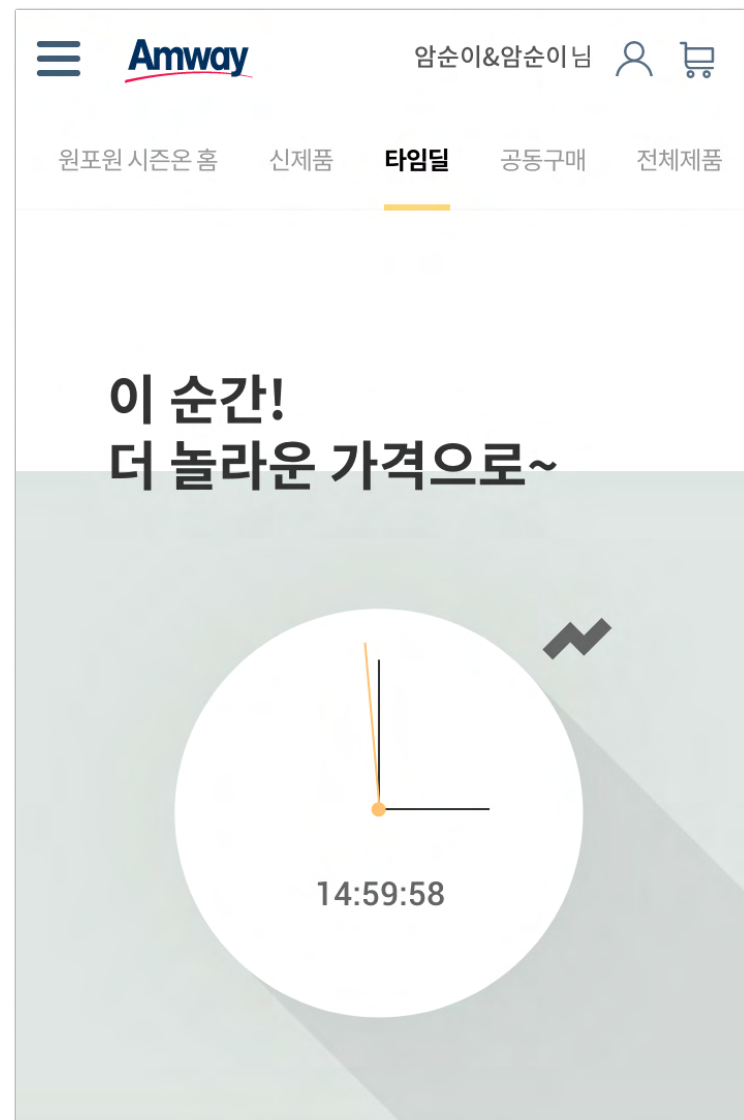 Amway
암순이&암순이 님
원포원 시즌온 홈 신제품 타임딜 공동구매 전체제품
이 순간!
더 놀라운 가격으로~
14:59:58